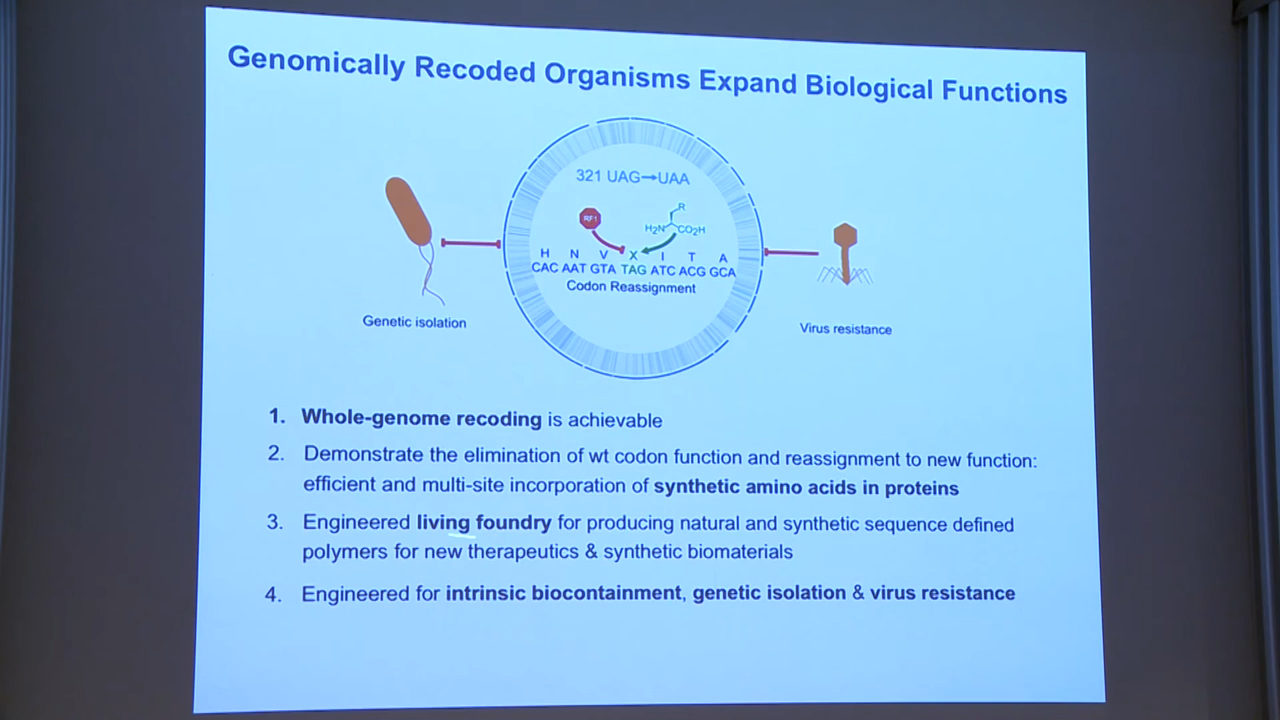 Genomically Recoded Organisms Expand Biological Functions
321 UAG→UAA
RF1
R
H₂N
CO₂H
H N V X I T A
CAC AAT GTA TAG ATC ACG GCA
Codon Reassignment
Genetic isolation
Virus resistance
1. Whole-genome recoding is achievable
2. Demonstrate the elimination of wt codon function and reassignment to new function:
efficient and multi-site incorporation of synthetic amino acids in proteins
3. Engineered living foundry for producing natural and synthetic sequence defined
polymers for new therapeutics & synthetic biomaterials
4. Engineered for intrinsic biocontainment, genetic isolation & virus resistance